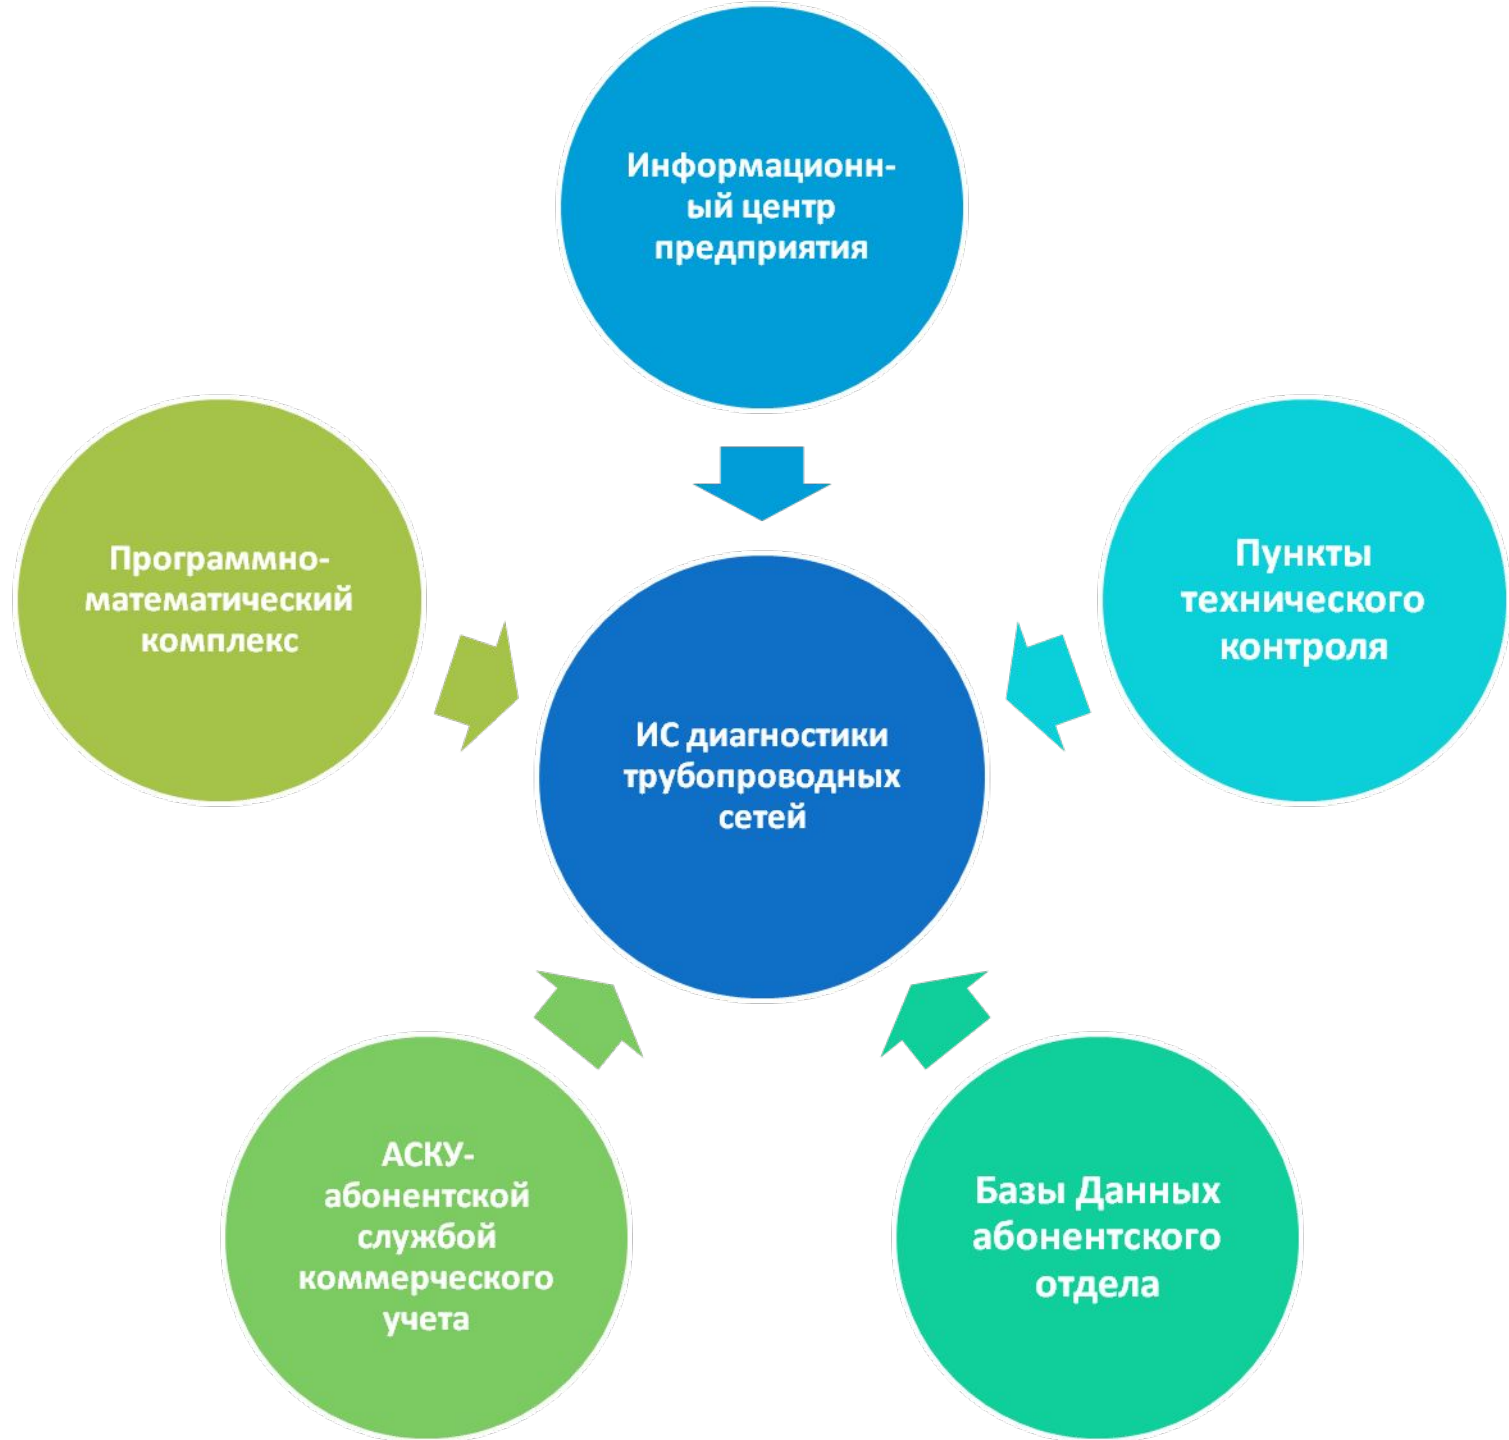 Информационн-
ый центр
предприятия
Программно-
математический
комплекс
Пункты
технического
контроля
ИС диагностики
трубопроводных
сетей
АСКУ-
абонентской
службой
коммерческого
учета
Базы Данных
абонентского
отдела